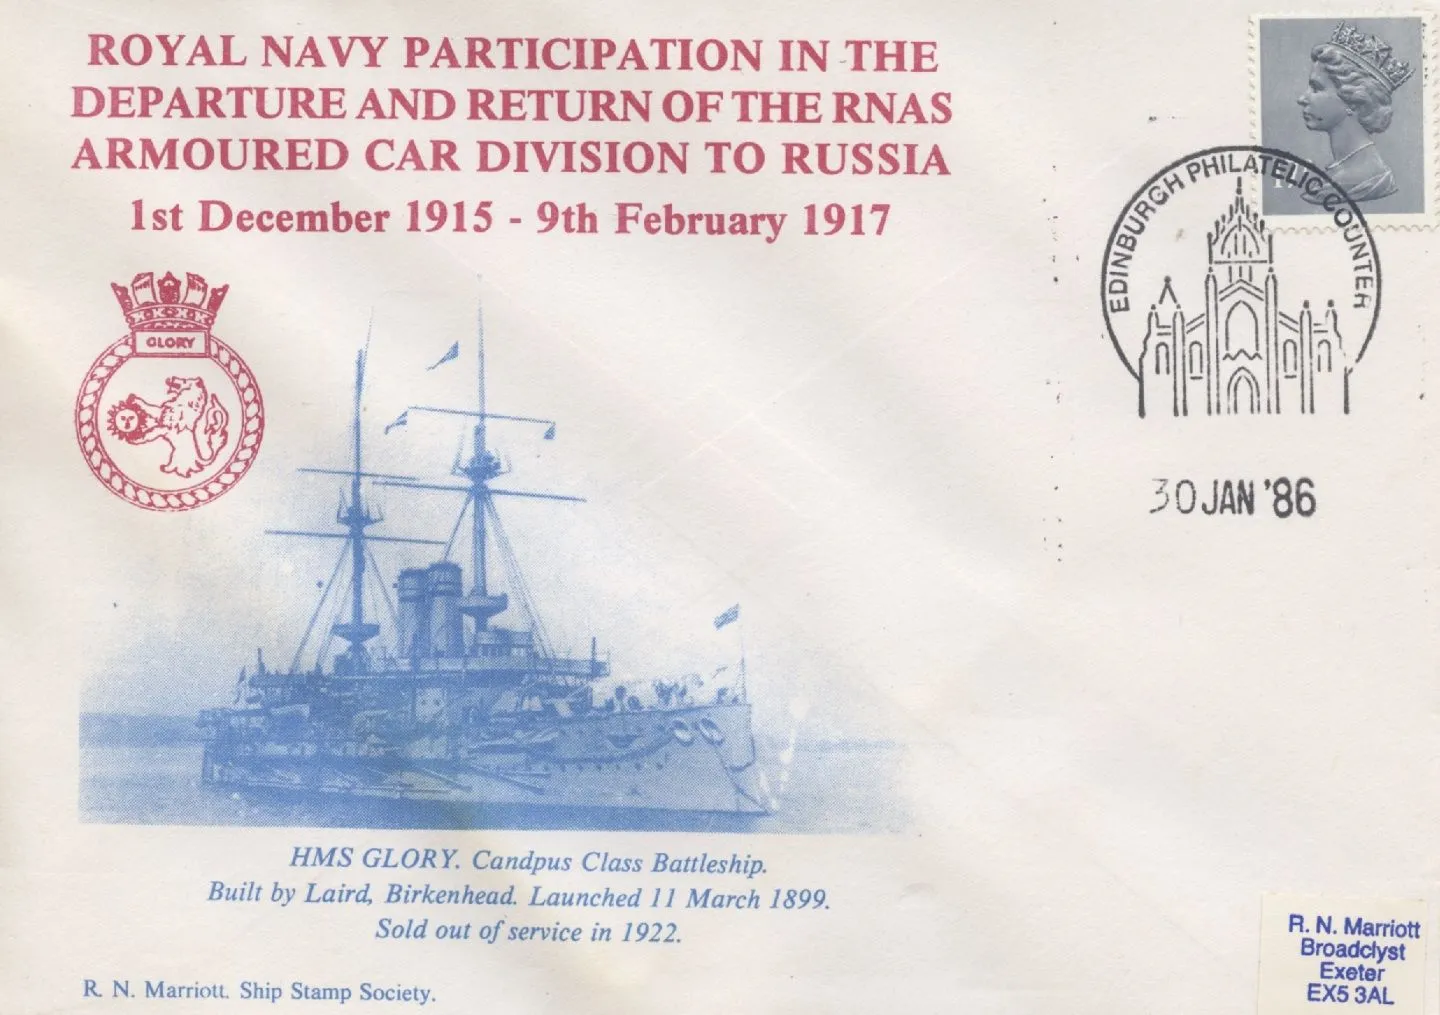 ROYAL NAVY PARTICIPATION IN THE
DEPARTURE AND RETURN OF THE RNAS
ARMOURED CAR DIVISION TO RUSSIA
1st December 1915 - 9th February 1917
EDINBURGH PHILATELIC COUNTER
30 JAN '86
GLORY
HMS GLORY. Candpus Class Battleship.
Built by Laird, Birkenhead. Launched 11 March 1899.
Sold out of service in 1922.
R. N. Marriott. Ship Stamp Society.
R. N. Marriott
Broadclyst
Exeter
EX5 3AL